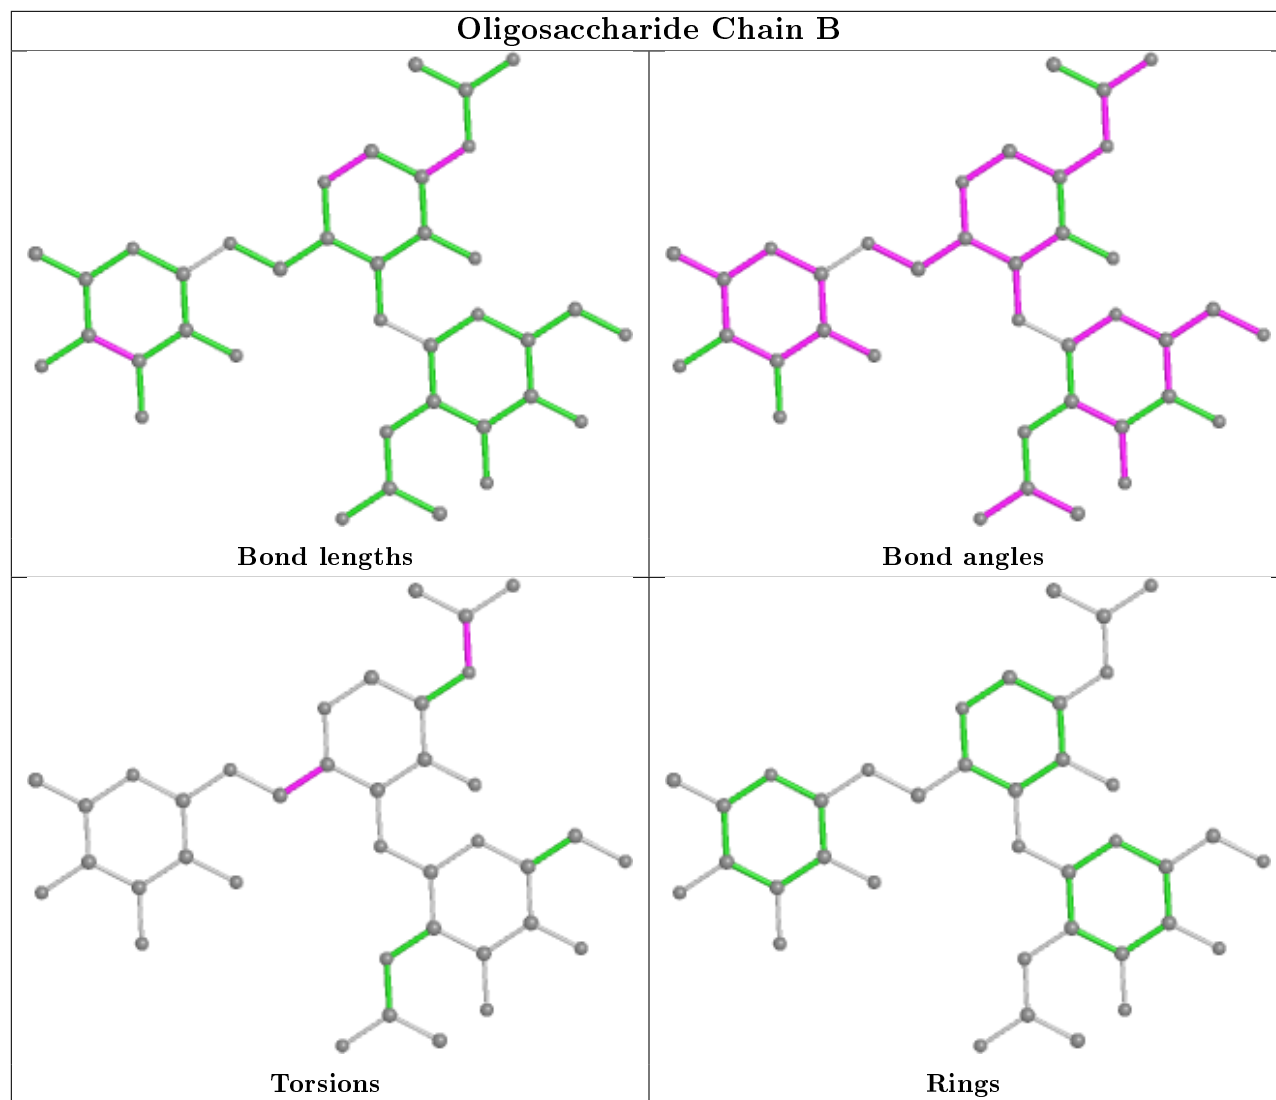 Oligosaccharide Chain B
Bond lengths
Bond angles
Torsions
Rings